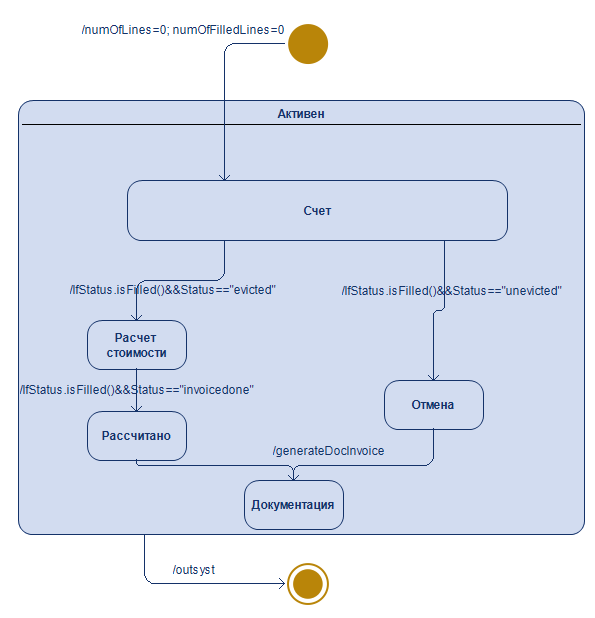 /numOfLines=0; numOfFilledLines=0
Активен
Счет
/IfStatus.isFilled()&&Status=="evicted"
/IfStatus.isFilled()&&Status=="unevicted"
Расчет
стоимости
/IfStatus.isFilled()&&Status=="invoicedone"
Отмена
Рассчитано
/generateDocInvoice
Документация
/outsyst